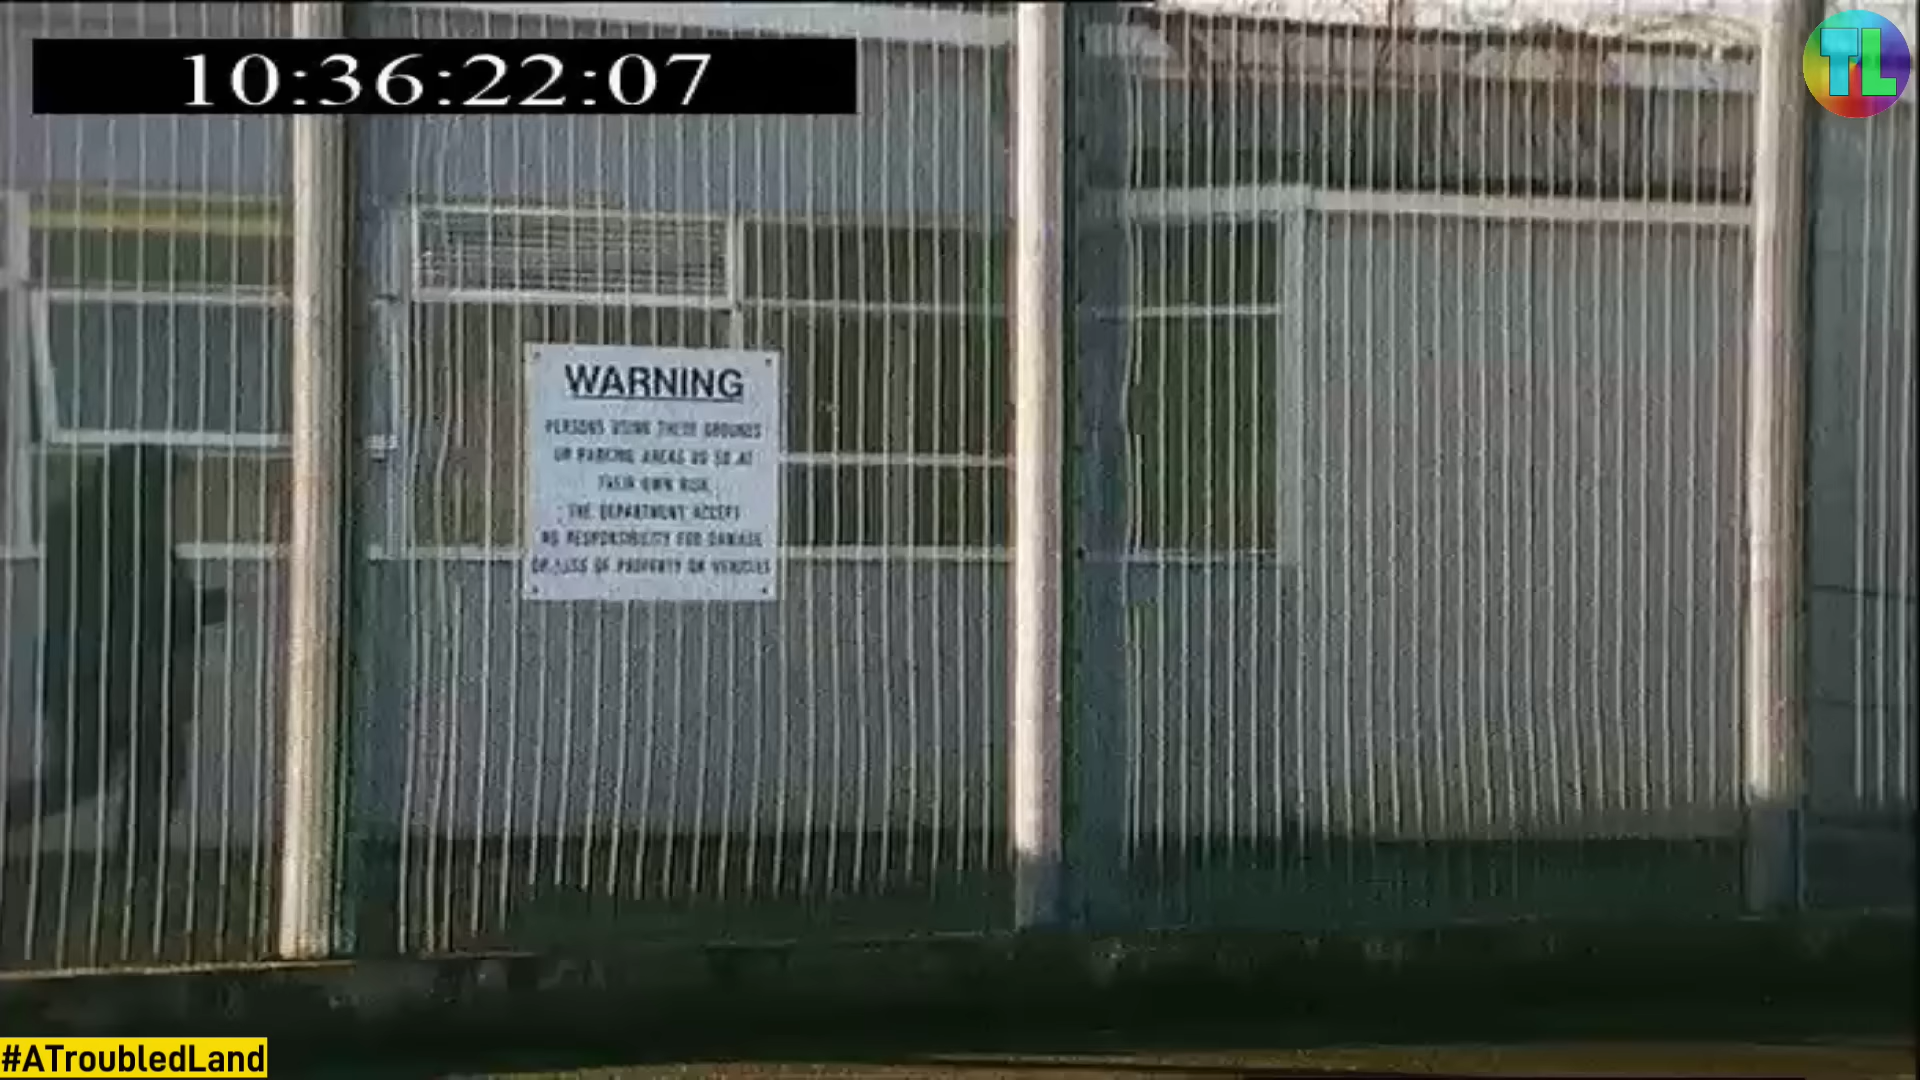 10:36:22:07
TL
WARNING
PERSONS USING THESE GROUNDS
OR PARKING AREAS DO SO AT
THEIR OWN RISK.
THE DEPARTMENT ACCEPT
NO RESPONSIBILITY FOR DAMAGE
OR LOSS OF PROPERTY OR VEHICLES
#ATroubledLand